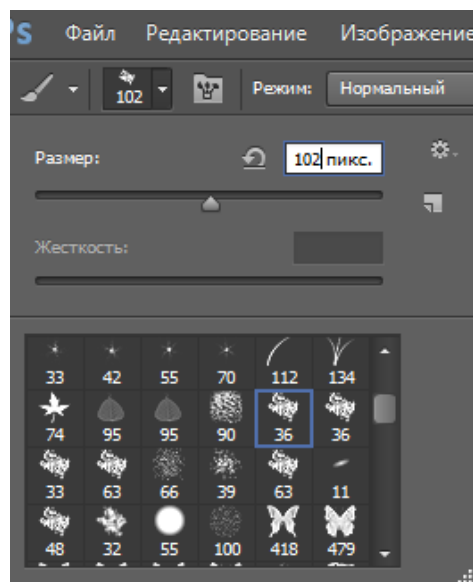 Ps Файл Редактирование Изображение
102 Режим: Нормальный
Размер: 102 пикс.
Жесткость:
33 42 55 70 112 134
74 95 95 90 36 36
33 63 66 39 63 11
48 32 55 100 418 479